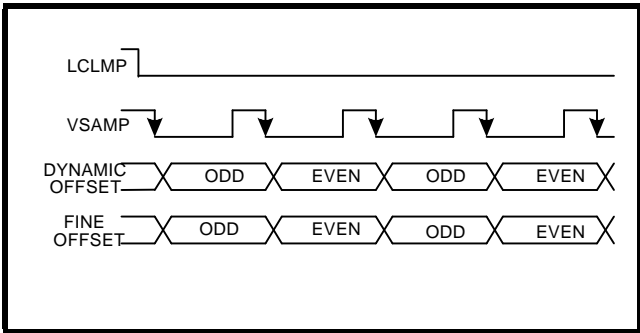 LCLMP
VSAMP
DYNAMIC
OFFSET
ODD EVEN ODD EVEN
FINE
OFFSET
ODD EVEN ODD EVEN